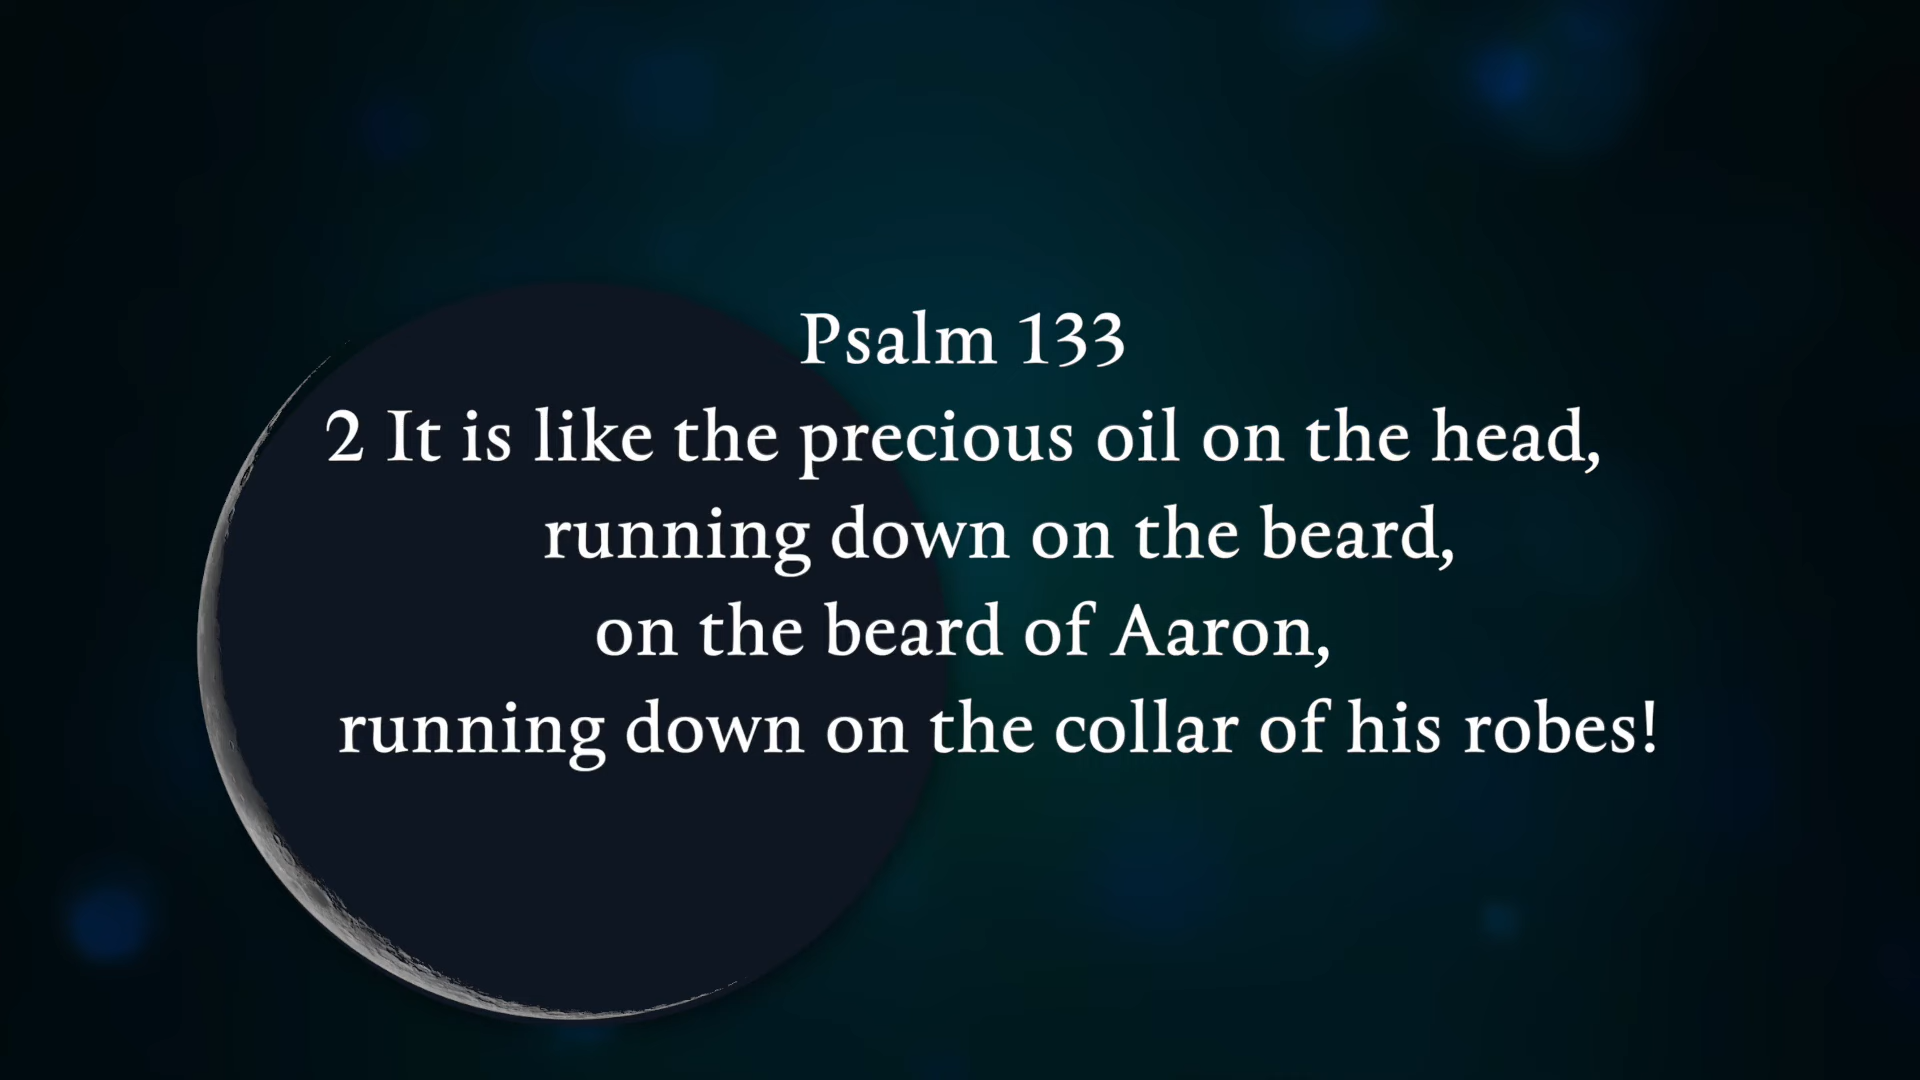 Psalm 133
2 It is like the precious oil on the head,
running down on the beard,
on the beard of Aaron,
running down on the collar of his robes!